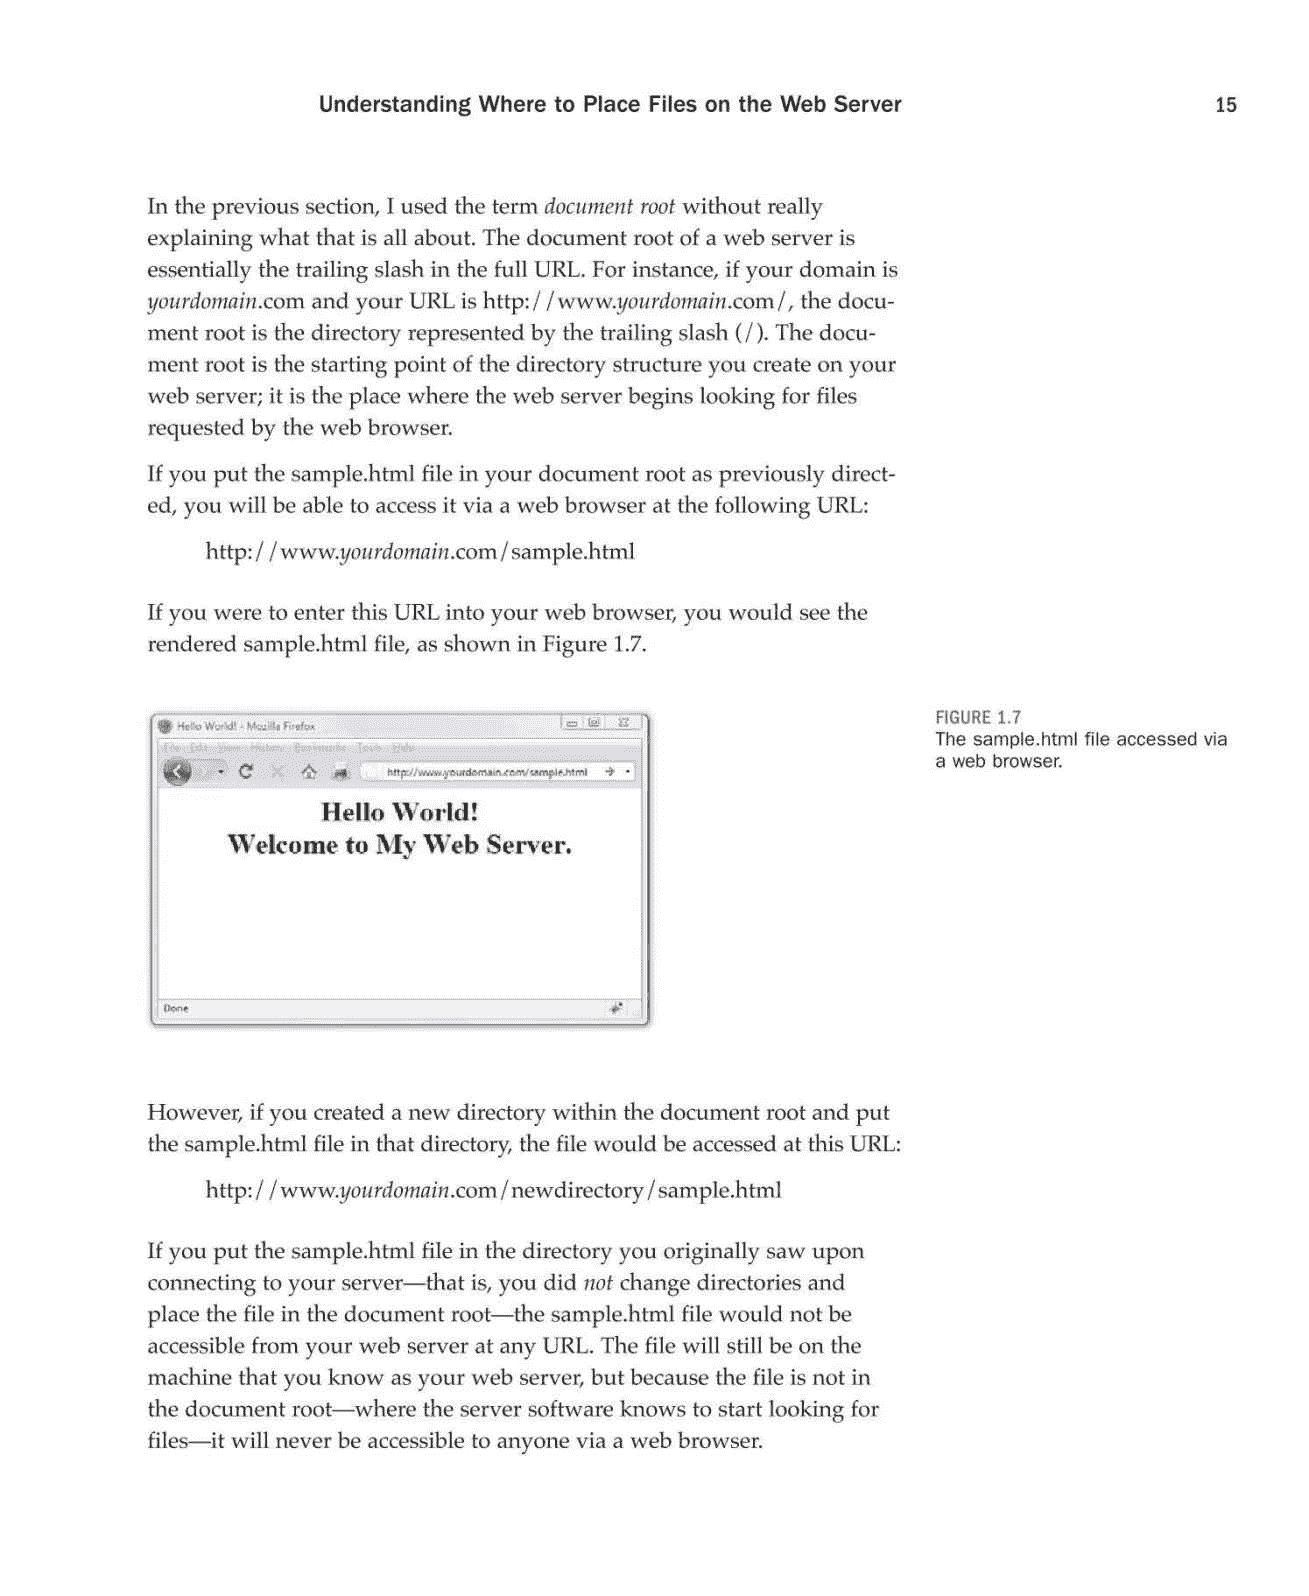 Understanding Where to Place Files on the Web Server 15
In the previous section, I used the term document root without really
explaining what that is all about. The document root of a web server is
essentially the trailing slash in the full URL. For instance, if your domain is
yourdomain.com and your URL is http://www.yourdomain.com/, the docu-
ment root is the directory represented by the trailing slash (/). The docu-
ment root is the starting point of the directory structure you create on your
web server; it is the place where the web server begins looking for files
requested by the web browser.
If you put the sample.html file in your document root as previously direct-
ed, you will be able to access it via a web browser at the following URL:
http://www.yourdomain.com/sample.html
If you were to enter this URL into your web browser, you would see the
rendered sample.html file, as shown in Figure 1.7.
Hello World! - Mozilla Firefox
File Edit View History Bookmarks Tools Help
http://www.yourdomain.com/sample.html
Hello World!
Welcome to My Web Server.
Done
FIGURE 1.7
The sample.html file accessed via
a web browser.
However, if you created a new directory within the document root and put
the sample.html file in that directory, the file would be accessed at this URL:
http://www.yourdomain.com/newdirectory/sample.html
If you put the sample.html file in the directory you originally saw upon
connecting to your server—that is, you did not change directories and
place the file in the document root—the sample.html file would not be
accessible from your web server at any URL. The file will still be on the
machine that you know as your web server, but because the file is not in
the document root—where the server software knows to start looking for
files—it will never be accessible to anyone via a web browser.